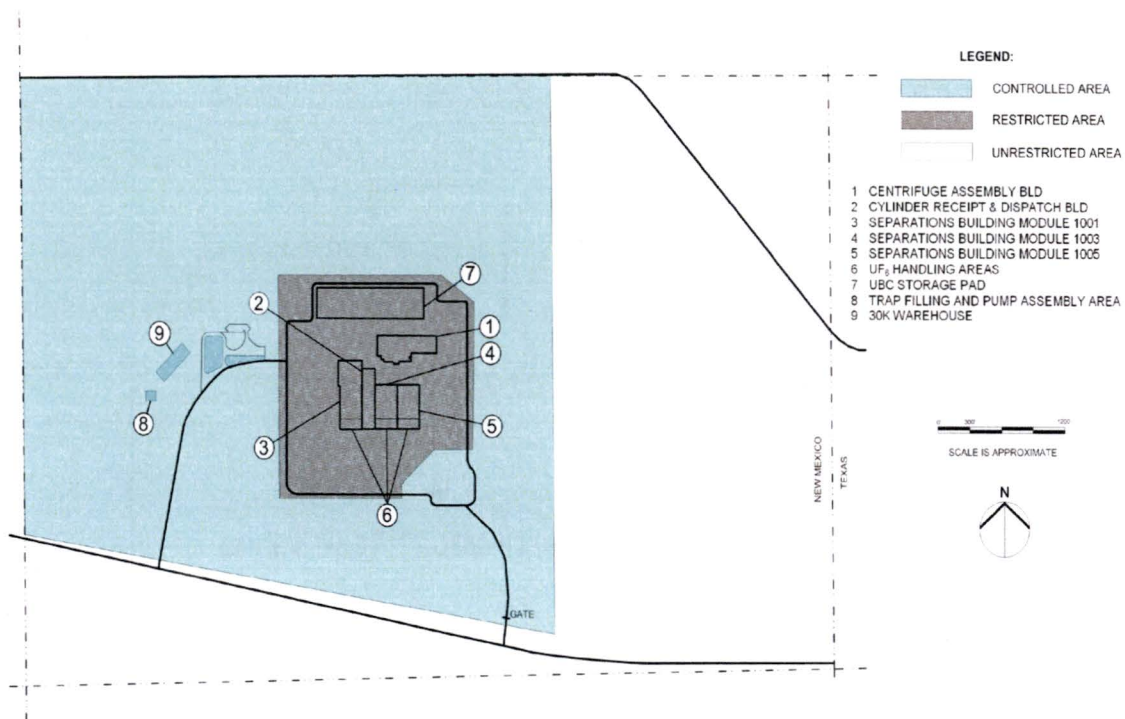 LEGEND:
CONTROLLED AREA
RESTRICTED AREA
UNRESTRICTED AREA
1 CENTRIFUGE ASSEMBLY BLD
2 CYLINDER RECEIPT & DISPATCH BLD
3 SEPARATIONS BUILDING MODULE 1001
4 SEPARATIONS BUILDING MODULE 1003
5 SEPARATIONS BUILDING MODULE 1005
6 UF₆ HANDLING AREAS
7 UBC STORAGE PAD
8 TRAP FILLING AND PUMP ASSEMBLY AREA
9 30K WAREHOUSE
7
2
1
9
4
8
3
5
6
GATE
NEW MEXICO
TEXAS
0 300 1200
SCALE IS APPROXIMATE
N